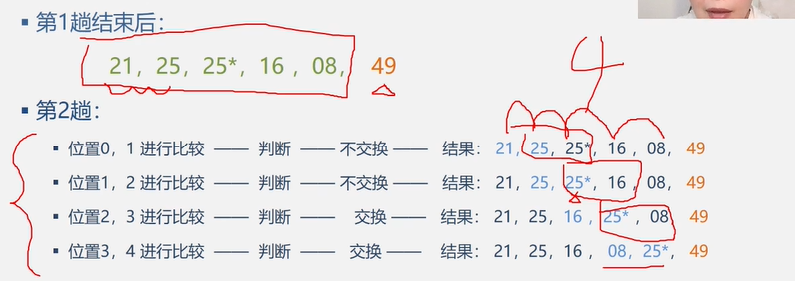 ▪ 第1趟结束后：
21，25，25*，16，08，49
4
▪ 第2趟：
▪ 位置0，1 进行比较 —— 判断 —— 不交换 —— 结果：21，25，25*，16，08，49
▪ 位置1，2 进行比较 —— 判断 —— 不交换 —— 结果：21，25，25*，16，08，49
▪ 位置2，3 进行比较 —— 判断 —— 交换 —— 结果：21，25，16，25*，08，49
▪ 位置3，4 进行比较 —— 判断 —— 交换 —— 结果：21，25，16，08，25*，49